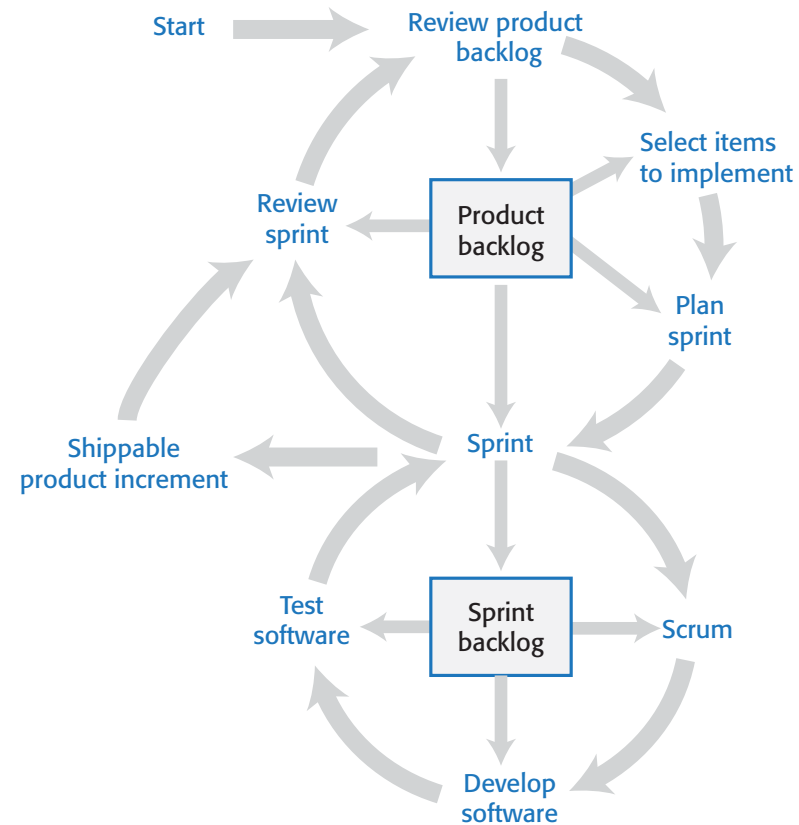 Start
Review product
backlog
Select items
to implement
Review
sprint
Product
backlog
Plan
sprint
Shippable
product increment
Sprint
Test
software
Sprint
backlog
Scrum
Develop
software